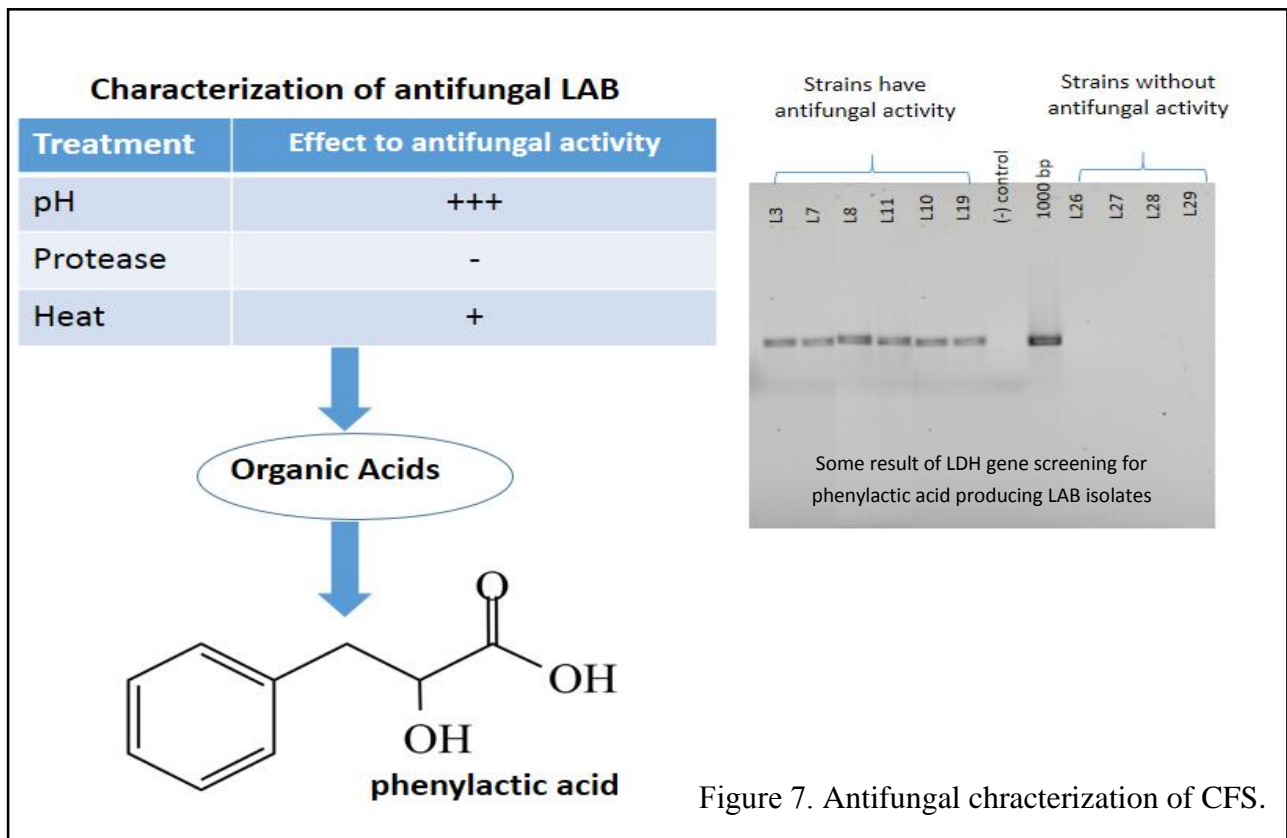 Characterization of antifungal LAB
Treatment Effect to antifungal activity
pH +++
Protease -
Heat +
Organic Acids
O
OH
OH
phenylactic acid
Strains have
antifungal activity
Strains without
antifungal activity
L3 L7 L8 L11 L10 L19 (-) control 1000 bp L26 L27 L28 L29
Some result of LDH gene screening for
phenylactic acid producing LAB isolates
Figure 7. Antifungal chracterization of CFS.